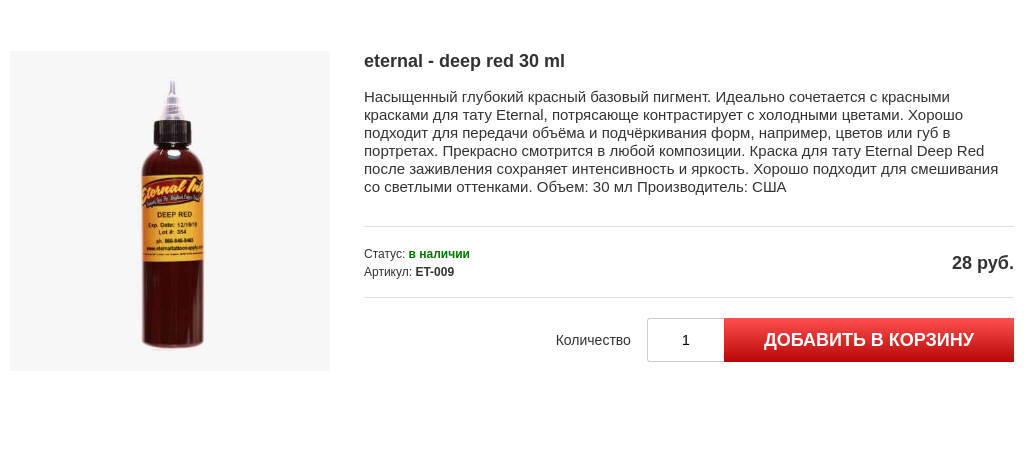 eternal - deep red 30 ml
Насыщенный глубокий красный базовый пигмент. Идеально сочетается с красными
красками для тату Eternal, потрясающе контрастирует с холодными цветами. Хорошо
подходит для передачи объёма и подчёркивания форм, например, цветов или губ в
портретах. Прекрасно смотрится в любой композиции. Краска для тату Eternal Deep Red
после заживления сохраняет интенсивность и яркость. Хорошо подходит для смешивания
со светлыми оттенками. Объем: 30 мл Производитель: США
Статус: в наличии
Артикул: ET-009
28 руб.
Количество
1
ДОБАВИТЬ В КОРЗИНУ
Eternal Ink
DEEP RED
Exp. Date: 12/19/19
Lot #: 354